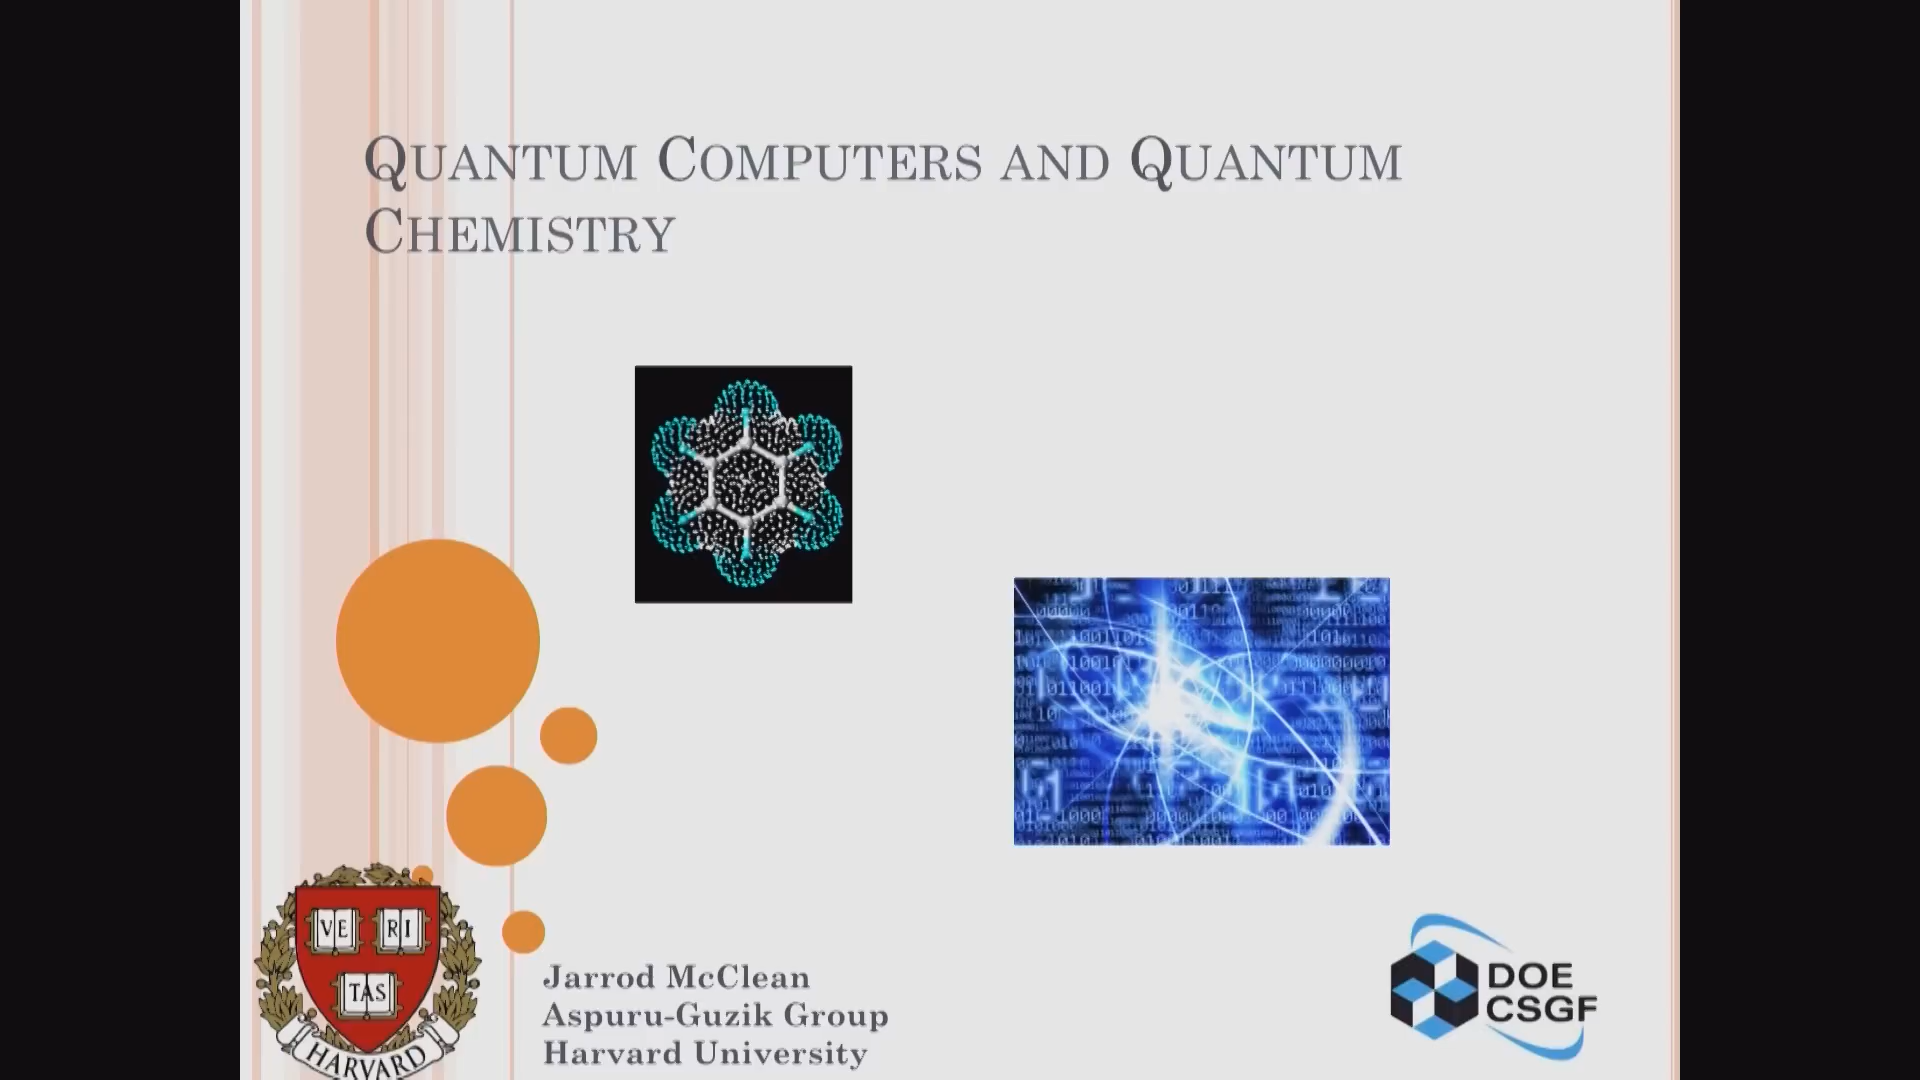 Quantum Computers and Quantum
Chemistry
Jarrod McClean
Aspuru-Guzik Group
Harvard University
VE RI
TAS
HARVARD
DOE
CSGF